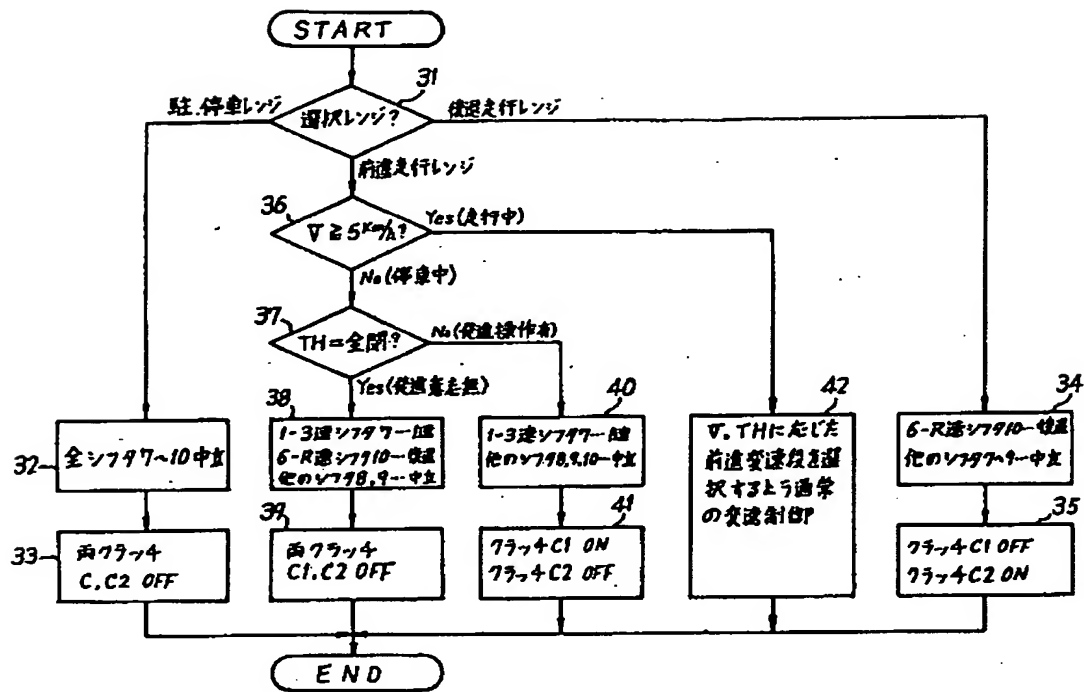 START
31
駐.停車レンジ
選択レンジ?
後退走行レンジ
前進走行レンジ
36
V≧5Km/h?
Yes(走行中)
No(停車中)
37
TH=全閉?
No(発進操作有)
Yes(発進意志無)
32
全シフタ7~10中立
38
1-3速シフタ7…1速
6-R速シフタ10…後退
他のシフタ8,9…中立
40
1-3速シフタ7…1速
他のシフタ8,9,10…中立
42
V.THに応じた
前進変速段を選
択するよう通常
の変速制御
34
6-R速シフタ10…後退
他のシフタ7~9…中立
33
両クラッチ
C,C2 OFF
39
両クラッチ
C1.C2 OFF
41
クラッチC1 ON
クラッチC2 OFF
35
クラッチC1 OFF
クラッチC2 ON
END